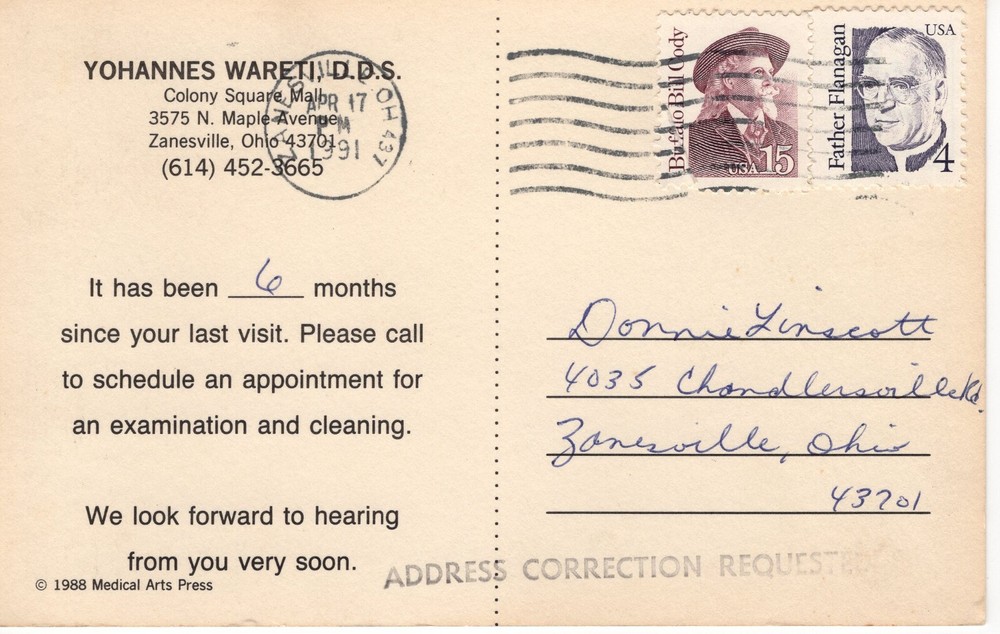 YOHANNES WARETI, D.D.S.
Colony Square Mall
3575 N. Maple Avenue
Zanesville, Ohio 43701
(614) 452-3665
ZANESVILLE OH 437
APR 17
PM
1991
Buffalo Bill Cody
USA 15
Father Flanagan
USA
4
It has been 6 months
since your last visit. Please call
to schedule an appointment for
an examination and cleaning.
We look forward to hearing
from you very soon.
© 1988 Medical Arts Press
Donnie Linscott
4035 Chandlersville Rd.
Zanesville, Ohio
43701
ADDRESS CORRECTION REQUESTED